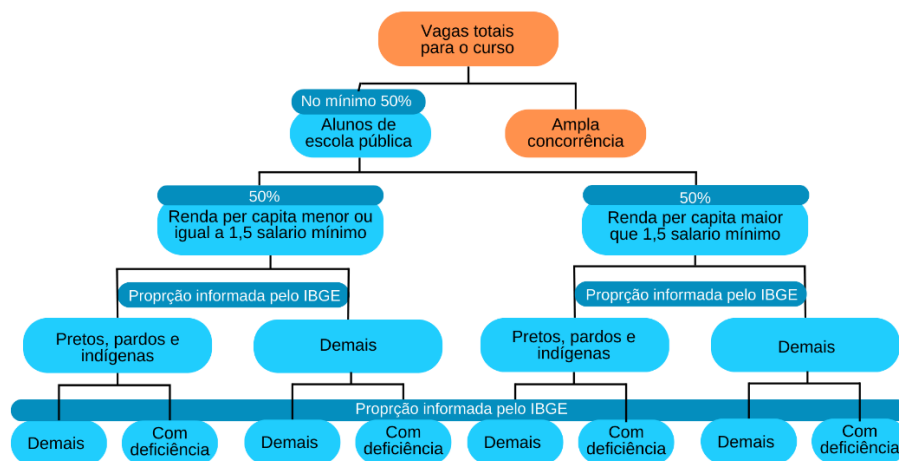 Vagas totais
para o curso
No mínimo 50%
Alunos de
escola pública
Ampla
concorrência
50%
Renda per capita menor ou
igual a 1,5 salario mínimo
50%
Renda per capita maior
que 1,5 salario mínimo
Proprção informada pelo IBGE
Proprção informada pelo IBGE
Pretos, pardos e
indígenas
Demais
Pretos, pardos e
indígenas
Demais
Proprção informada pelo IBGE
Demais
Com
deficiência
Demais
Com
deficiência
Demais
Com
deficiência
Demais
Com
deficiência